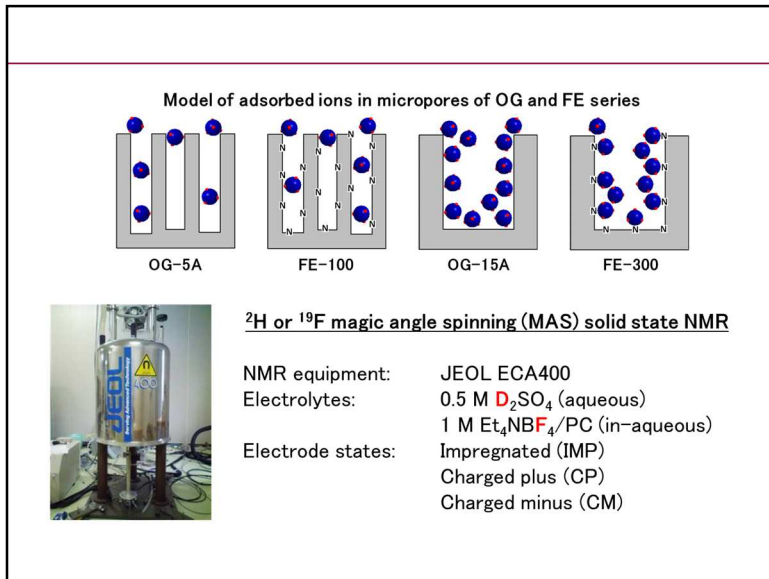 Model of adsorbed ions in micropores of OG and FE series
N N N N N N N N N N N N
N N N N N N N N N
OG-5A FE-100 OG-15A FE-300
²H or ¹⁹F magic angle spinning (MAS) solid state NMR
JEOL
400
NMR equipment: JEOL ECA400
Electrolytes: 0.5 M D₂SO₄ (aqueous)
1 M Et₄NBF₄/PC (in-aqueous)
Electrode states: Impregnated (IMP)
Charged plus (CP)
Charged minus (CM)